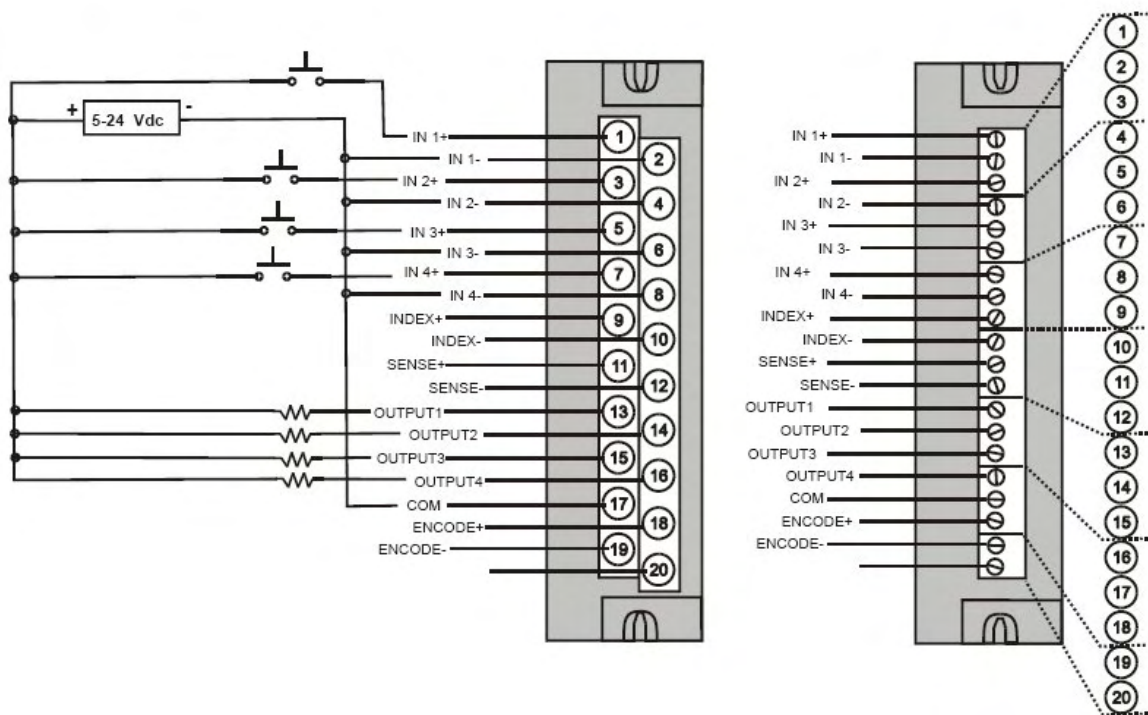 + 5-24 Vdc -
IN 1+
IN 1-
IN 2+
IN 2-
IN 3+
IN 3-
IN 4+
IN 4-
INDEX+
INDEX-
SENSE+
SENSE-
OUTPUT1
OUTPUT2
OUTPUT3
OUTPUT4
COM
ENCODE+
ENCODE-
1
2
3
4
5
6
7
8
9
10
11
12
13
14
15
16
17
18
19
20
IN 1+
IN 1-
IN 2+
IN 2-
IN 3+
IN 3-
IN 4+
IN 4-
INDEX+
INDEX-
SENSE+
SENSE-
OUTPUT1
OUTPUT2
OUTPUT3
OUTPUT4
COM
ENCODE+
ENCODE-
1
2
3
4
5
6
7
8
9
10
11
12
13
14
15
16
17
18
19
20